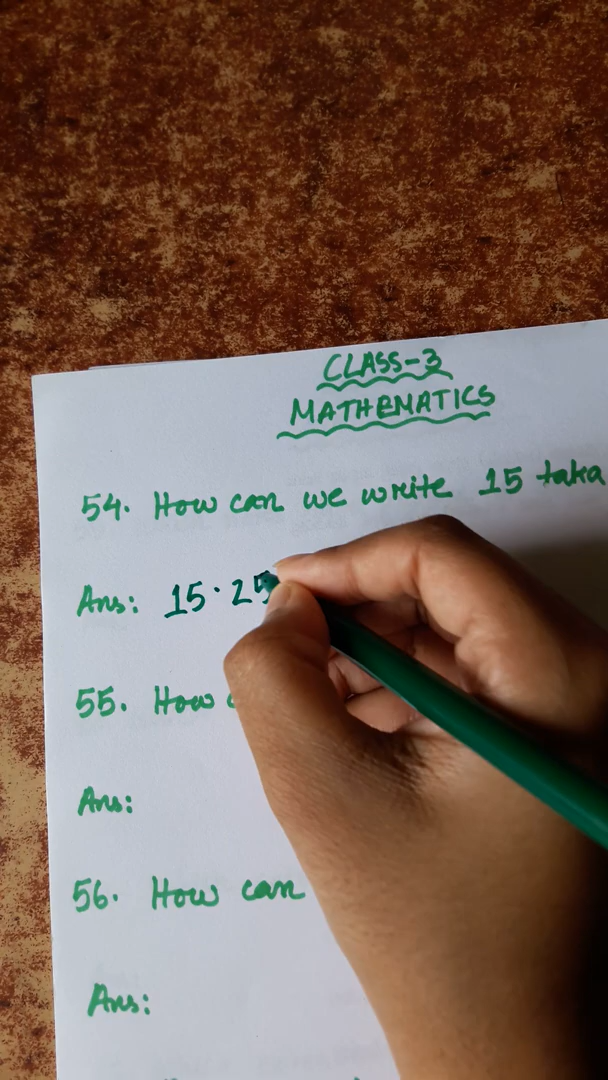 CLASS-3
MATHEMATICS
54. How can we write 15 taka
Ans: 15.25
55. How
Ans:
56. How can
Ans: